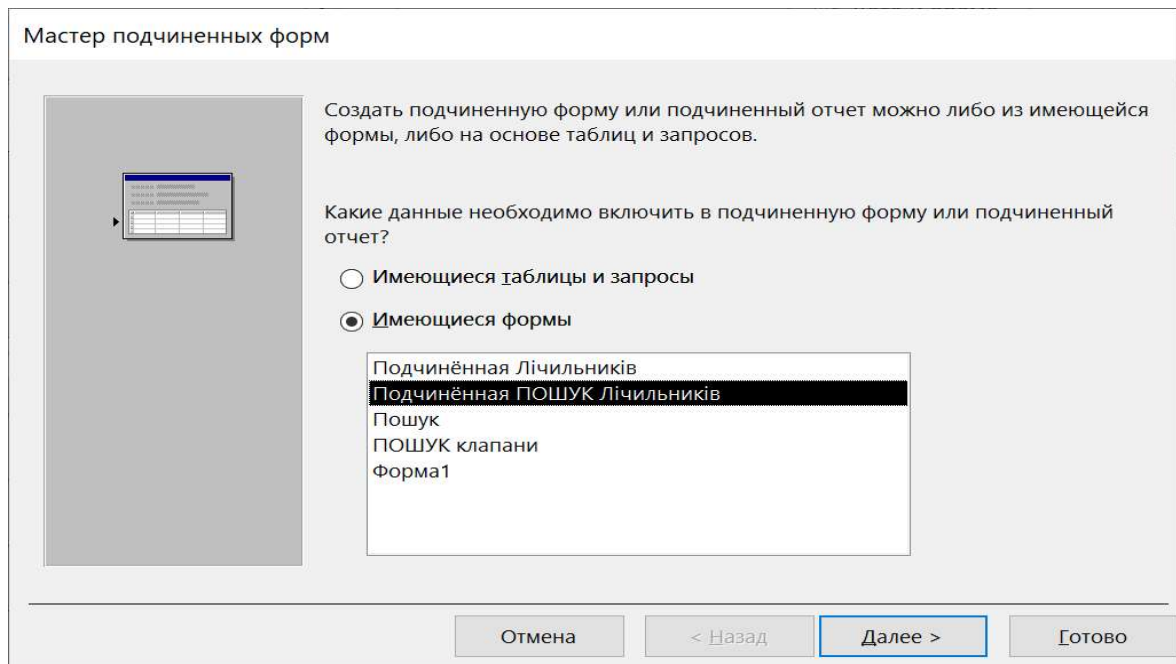 Мастер подчиненных форм
Создать подчиненную форму или подчиненный отчет можно либо из имеющейся
формы, либо на основе таблиц и запросов.
Какие данные необходимо включить в подчиненную форму или подчиненный
отчет?
Имеющиеся таблицы и запросы
Имеющиеся формы
Подчинённая Лічильників
Подчинённая ПОШУК Лічильників
Пошук
ПОШУК клапани
Форма1
Отмена < Назад Далее > Готово